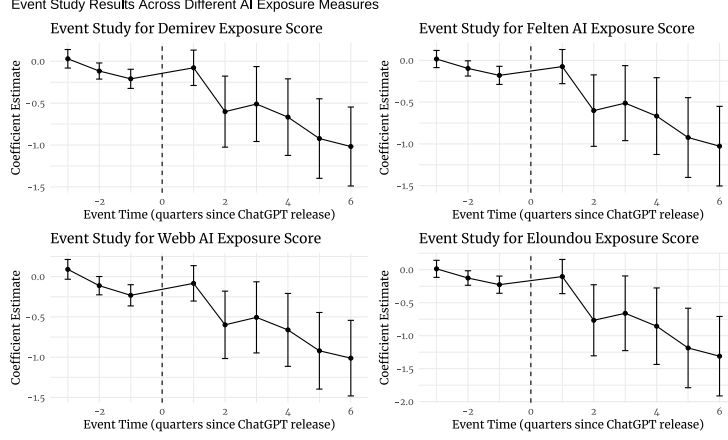 Event Study Results Across Different AI Exposure Measures
Event Study for Demirev Exposure Score
Coefficient Estimate
0.0
−0.5
−1.0
−1.5
−2 0 2 4 6
Event Time (quarters since ChatGPT release)
Event Study for Felten AI Exposure Score
Coefficient Estimate
0.0
−0.5
−1.0
−1.5
−2 0 2 4 6
Event Time (quarters since ChatGPT release)
Event Study for Webb AI Exposure Score
Coefficient Estimate
0.0
−0.5
−1.0
−1.5
−2 0 2 4 6
Event Time (quarters since ChatGPT release)
Event Study for Eloundou Exposure Score
Coefficient Estimate
0.0
−0.5
−1.0
−1.5
−2.0
−2 0 2 4 6
Event Time (quarters since ChatGPT release)